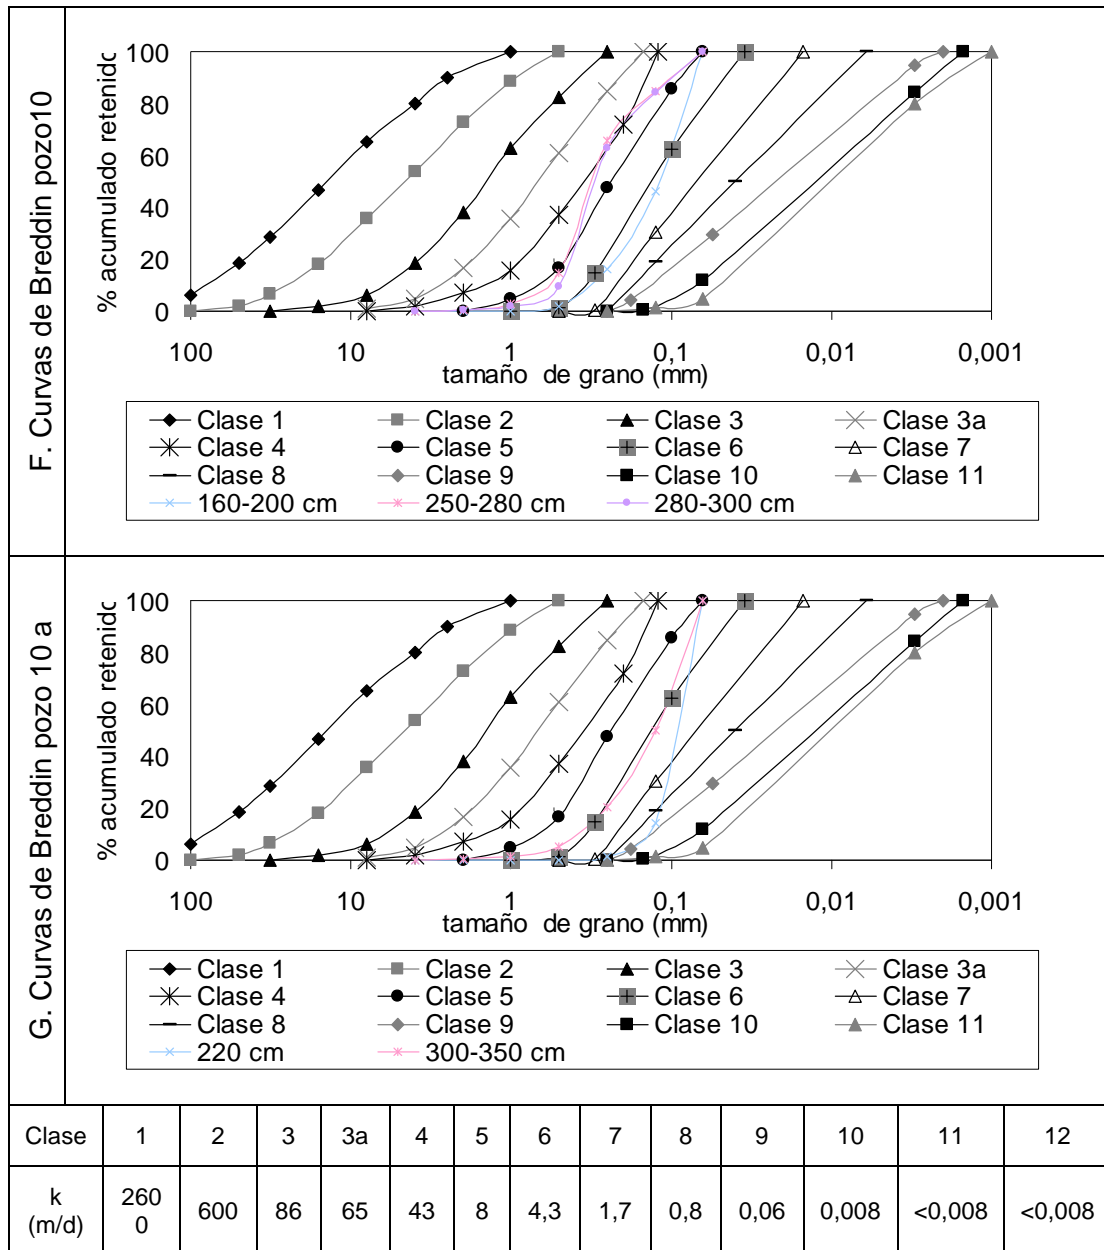 F. Curvas de Breddin pozo10
% acumulado retenido
100
80
60
40
20
0
100 10 1 0,1 0,01 0,001
tamaño de grano (mm)
Clase 1 Clase 2 Clase 3 Clase 3a
Clase 4 Clase 5 Clase 6 Clase 7
Clase 8 Clase 9 Clase 10 Clase 11
160-200 cm 250-280 cm 280-300 cm
G. Curvas de Breddin pozo 10 a
% acumulado retenido
100
80
60
40
20
0
100 10 1 0,1 0,01 0,001
tamaño de grano (mm)
Clase 1 Clase 2 Clase 3 Clase 3a
Clase 4 Clase 5 Clase 6 Clase 7
Clase 8 Clase 9 Clase 10 Clase 11
220 cm 300-350 cm
Clase 1 2 3 3a 4 5 6 7 8 9 10 11 12
k (m/d) 2600 600 86 65 43 8 4,3 1,7 0,8 0,06 0,008 <0,008 <0,008